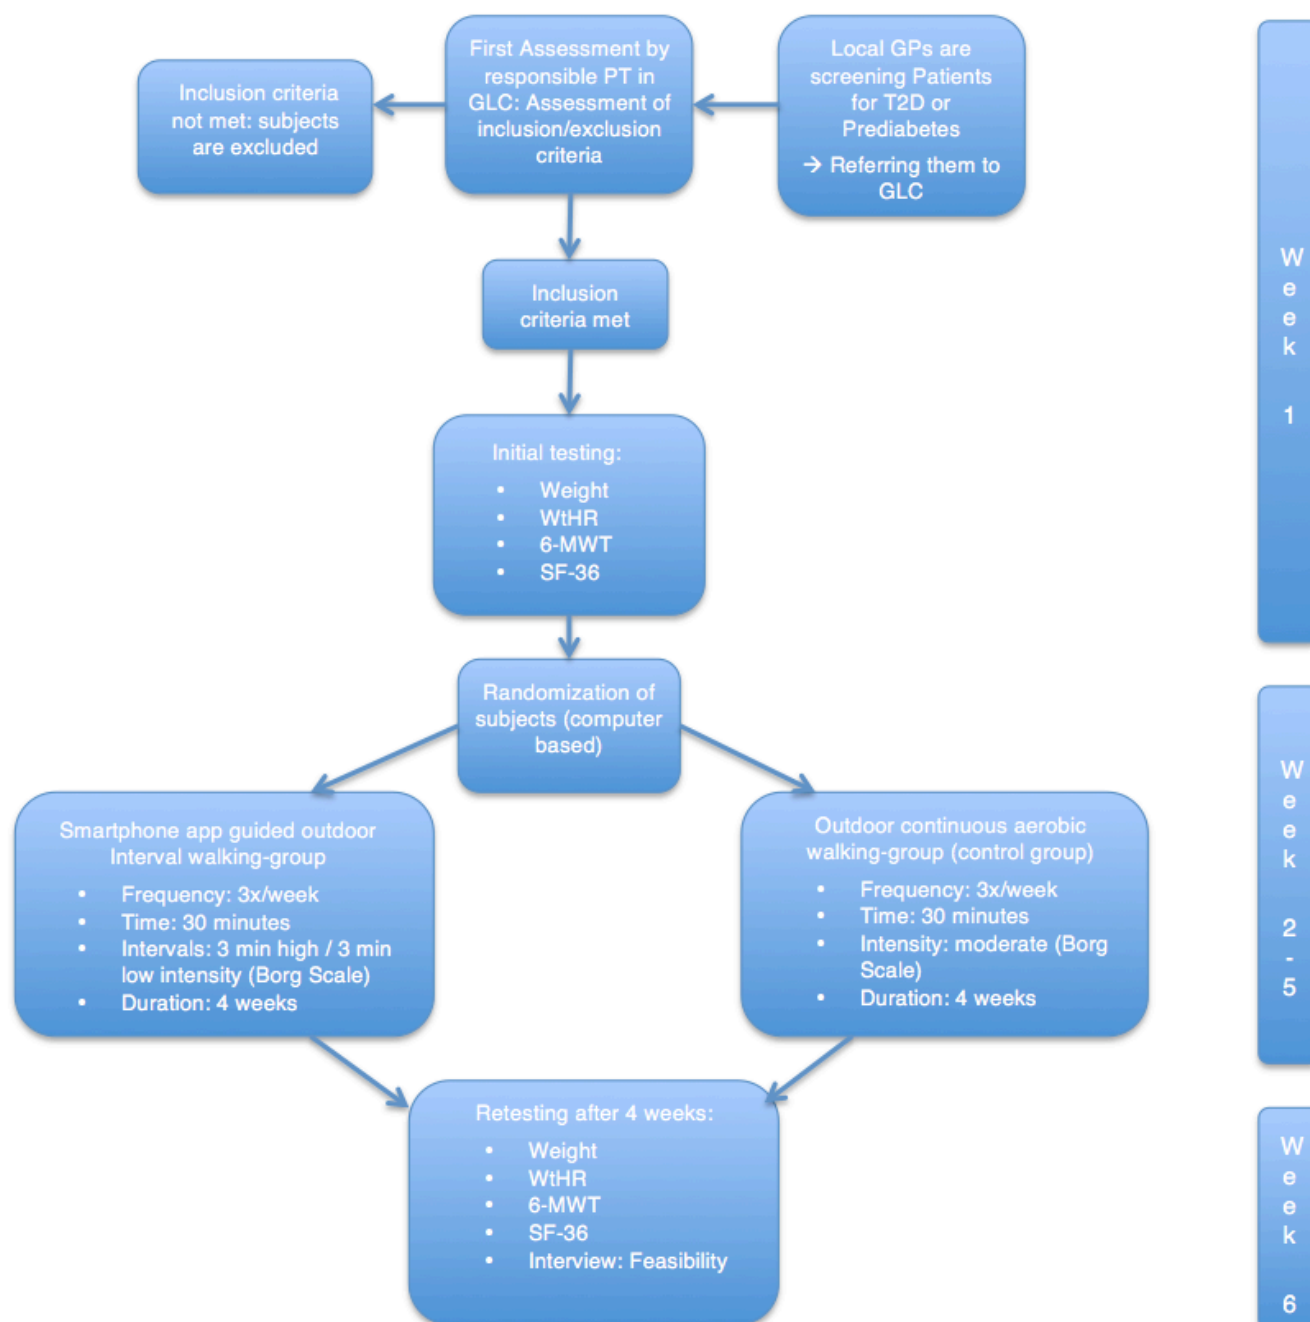 First Assessment by
responsible PT in
GLC: Assessment of
inclusion/exclusion
criteria
Local GPs are
screening Patients
for T2D or
Prediabetes
→ Referring them to
GLC
Inclusion criteria
not met: subjects
are excluded
Inclusion
criteria met
Initial testing:
• Weight
• WtHR
• 6-MWT
• SF-36
Randomization of
subjects (computer
based)
Smartphone app guided outdoor
Interval walking-group
• Frequency: 3x/week
• Time: 30 minutes
• Intervals: 3 min high / 3 min
low intensity (Borg Scale)
• Duration: 4 weeks
Outdoor continuous aerobic
walking-group (control group)
• Frequency: 3x/week
• Time: 30 minutes
• Intensity: moderate (Borg
Scale)
• Duration: 4 weeks
Retesting after 4 weeks:
• Weight
• WtHR
• 6-MWT
• SF-36
• Interview: Feasibility
W
e
e
k
1
W
e
e
k
2
-
5
W
e
e
k
6